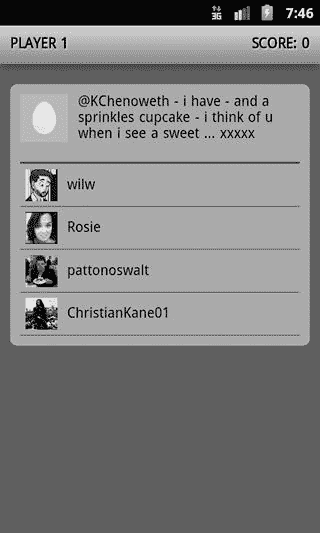 3G 7:46
PLAYER 1 SCORE: 0
@KChenoweth - i have - and a
sprinkles cupcake - i think of u
when i see a sweet ... xxxxx
wilw
Rosie
pattonoswalt
ChristianKane01